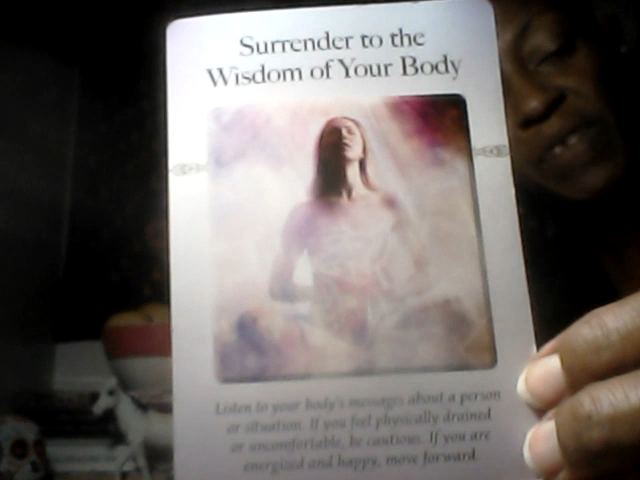 Surrender to the
Wisdom of Your Body
Listen to your body's messages about a person
or situation. If you feel physically drained
or uncomfortable, be cautious. If you are
energized and happy, move forward.